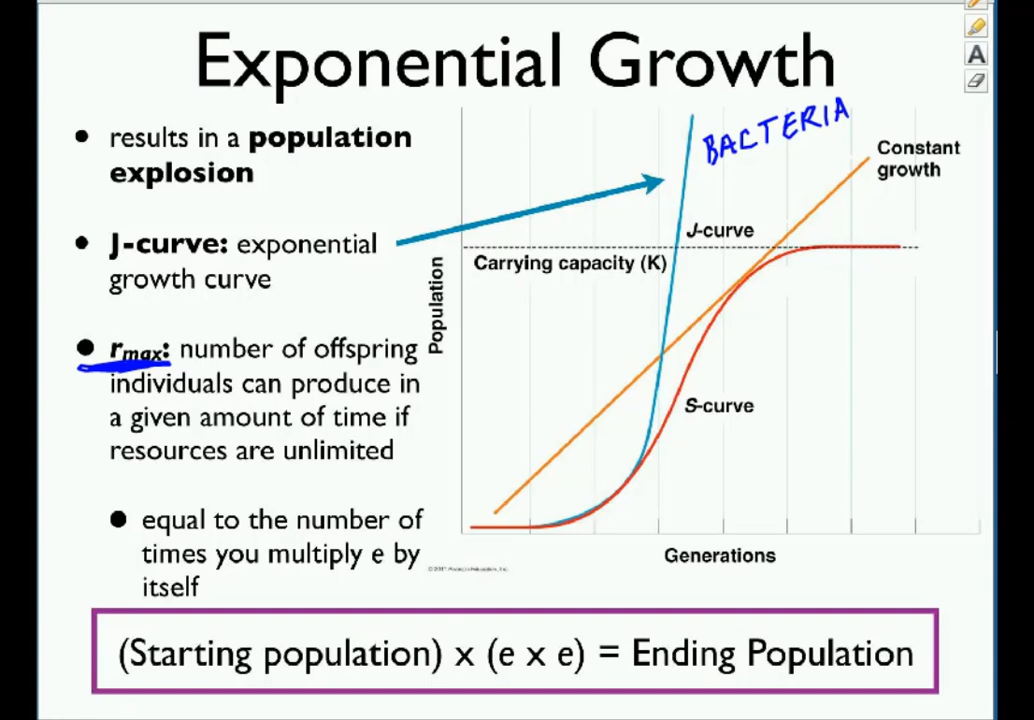 Exponential Growth
• results in a population
explosion
• J-curve: exponential
growth curve
• rmax: number of offspring
individuals can produce in
a given amount of time if
resources are unlimited
• equal to the number of
times you multiply e by
itself
BACTERIA
Constant
growth
J-curve
Carrying capacity (K)
Population
S-curve
Generations
(Starting population) x (e x e) = Ending Population
A